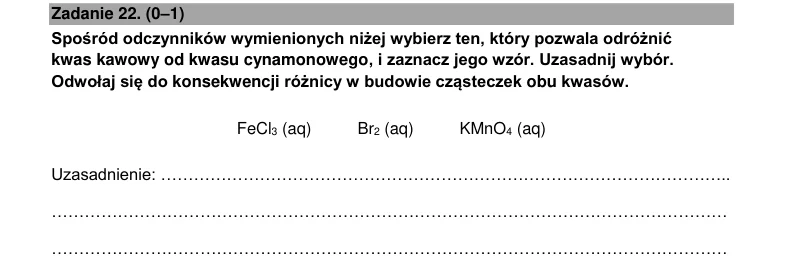 Zadanie 22. (0–1)
Spośród odczynników wymienionych niżej wybierz ten, który pozwala odróżnić
kwas kawowy od kwasu cynamonowego, i zaznacz jego wzór. Uzasadnij wybór.
Odwołaj się do konsekwencji różnicy w budowie cząsteczek obu kwasów.
FeCl₃ (aq) Br₂ (aq) KMnO₄ (aq)
Uzasadnienie: ……………………………………………………………………………………………..
………………………………………………………………………………………………………………
………………………………………………………………………………………………………………